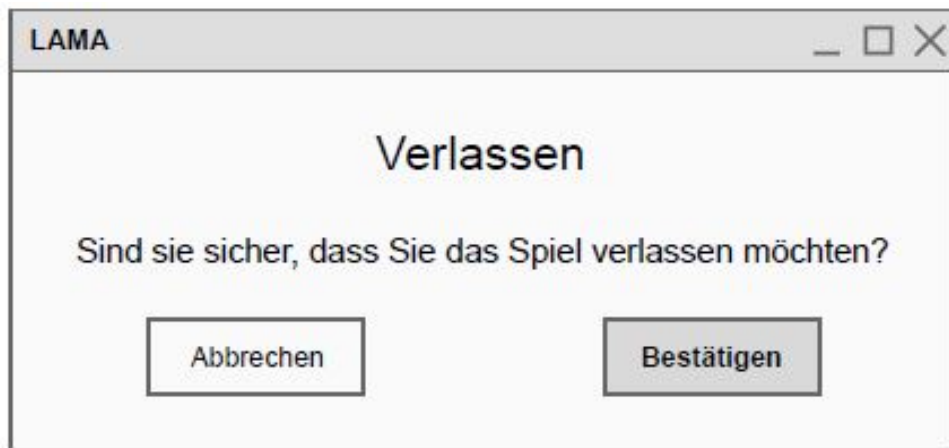 LAMA
Verlassen
Sind sie sicher, dass Sie das Spiel verlassen möchten?
Abbrechen
Bestätigen